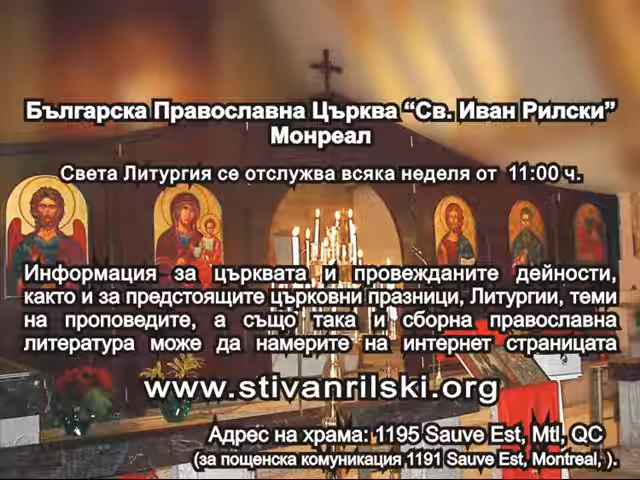 Българска Православна Църква “Св. Иван Рилски”
Монреал
Света Литургия се отслужва всяка неделя от 11:00 ч.
Информация за църквата и провежданите дейности,
както и за предстоящите църковни празници, Литургии, теми
на проповедите, а също така и сборна православна
литература може да намерите на интернет страницата
www.stivanrilski.org
Адрес на храма: 1195 Sauve Est, Mtl, QC
(за пощенска комуникация 1191 Sauve Est, Montreal, ).